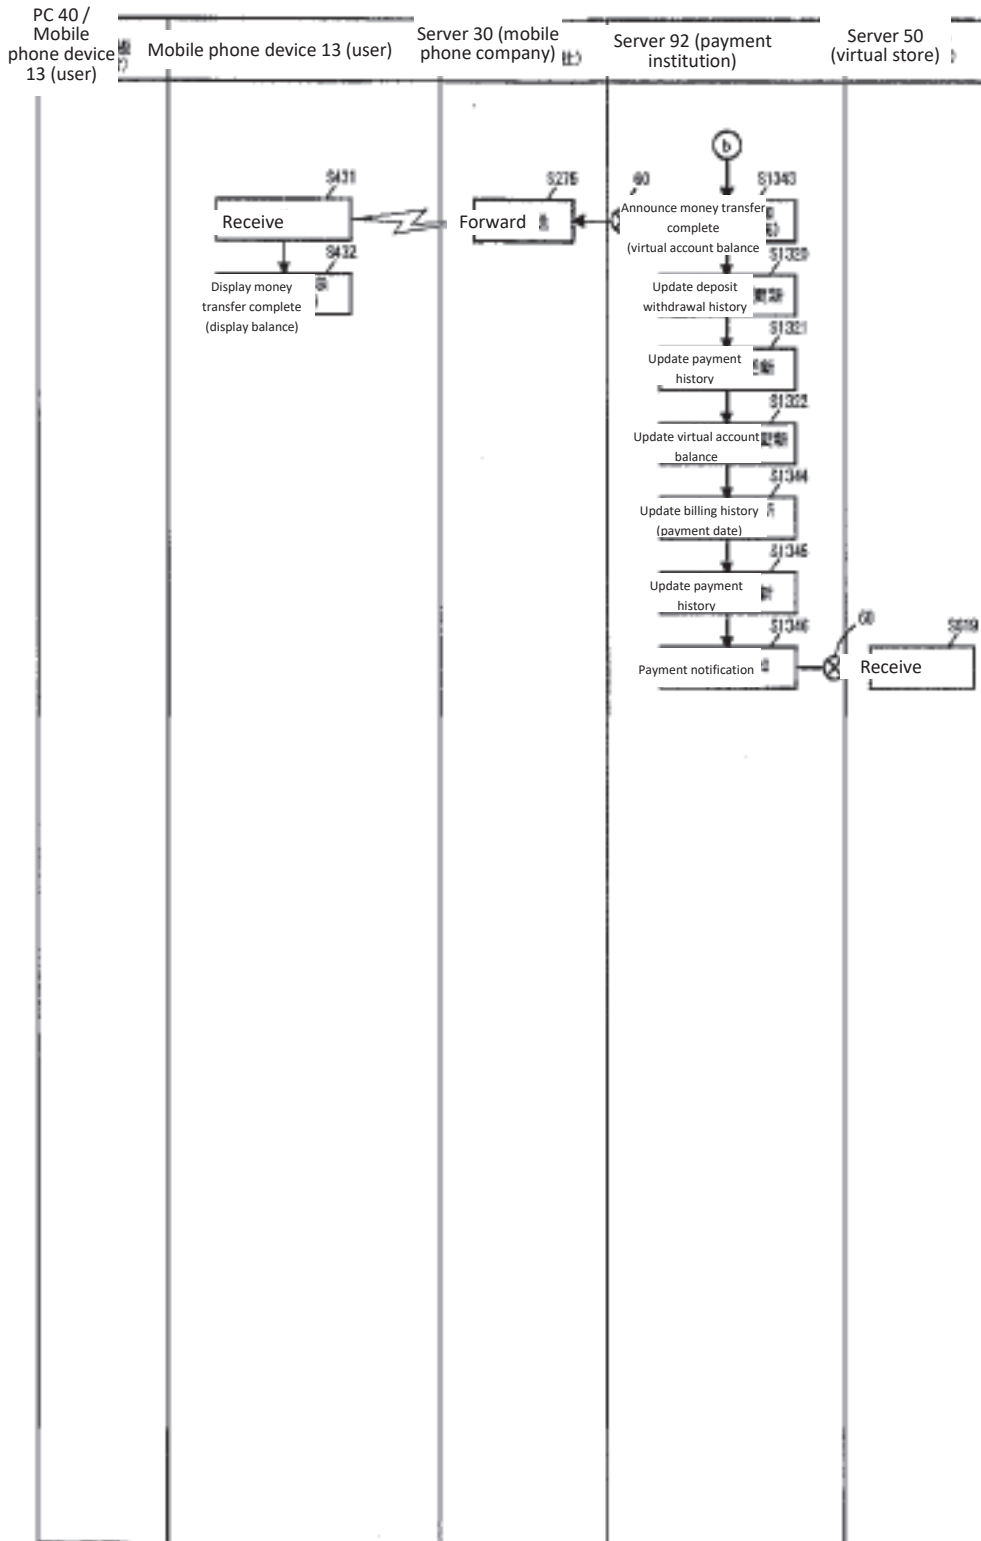 PC 40 /
Mobile
phone device
13 (user)
Mobile phone device 13 (user)
Server 30 (mobile
phone company)
Server 92 (payment
institution)
Server 50
(virtual store)
b
S431
S275
60
S1343
Receive
Forward
Announce money transfer
complete
(virtual account balance
S432
S1320
Display money
transfer complete
(display balance)
Update deposit
withdrawal history
S1321
Update payment
history
S1322
Update virtual account
balance
S1344
Update billing history
(payment date)
S1345
Update payment
history
S1346
60
Payment notification
Receive